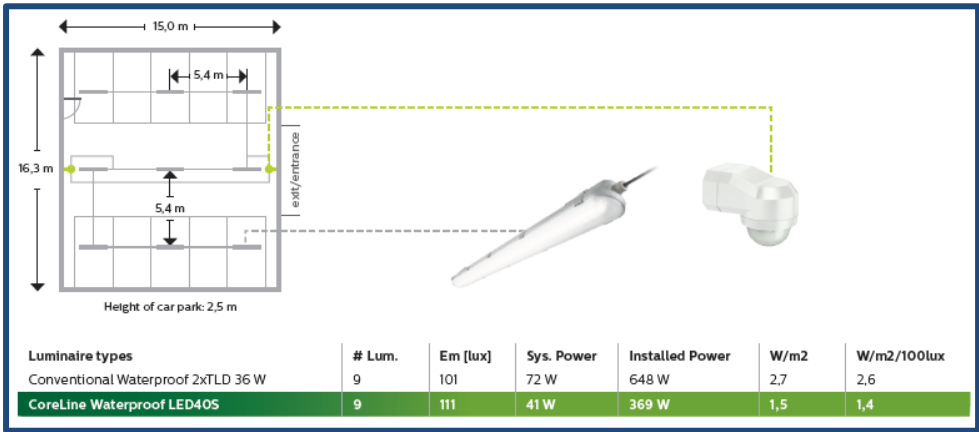 15,0 m
5,4 m
16,3 m
exit/entrance
5,4 m
Height of car park: 2,5 m
Luminaire types # Lum. Em [lux] Sys. Power Installed Power W/m2 W/m2/100lux
Conventional Waterproof 2xTLD 36 W 9 101 72 W 648 W 2,7 2,6
CoreLine Waterproof LED40S 9 111 41 W 369 W 1,5 1,4